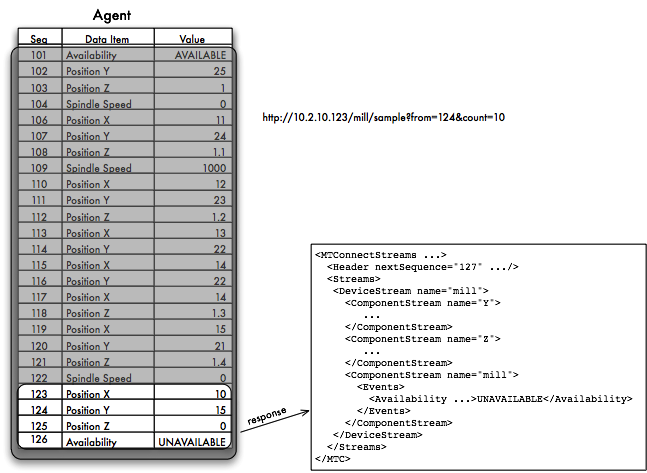 Agent
Seq Data Item Value
101 Availability AVAILABLE
102 Position Y 25
103 Position Z 1
104 Spindle Speed 0
106 Position X 11
107 Position Y 24
108 Position Z 1.1
109 Spindle Speed 1000
110 Position X 12
111 Position Y 23
112 Position Z 1.2
113 Position X 13
114 Position Y 22
115 Position X 14
116 Position Y 22
117 Position X 14
118 Position Z 1.3
119 Position X 15
120 Position Y 21
121 Position Z 1.4
122 Spindle Speed 0
123 Position X 10
124 Position Y 15
125 Position Z 0
126 Availability UNAVAILABLE
http://10.2.10.123/mill/sample?from=124&count=10
response
<MTConnectStreams ...>
<Header nextSequence="127" .../>
<Streams>
<DeviceStream name="mill">
<ComponentStream name="Y">
...
</ComponentStream>
<ComponentStream name="Z">
...
</ComponentStream>
<ComponentStream name="mill">
<Events>
<Availability ...>UNAVAILABLE</Availability>
</Events>
</ComponentStream>
</DeviceStream>
</Streams>
</MTC>